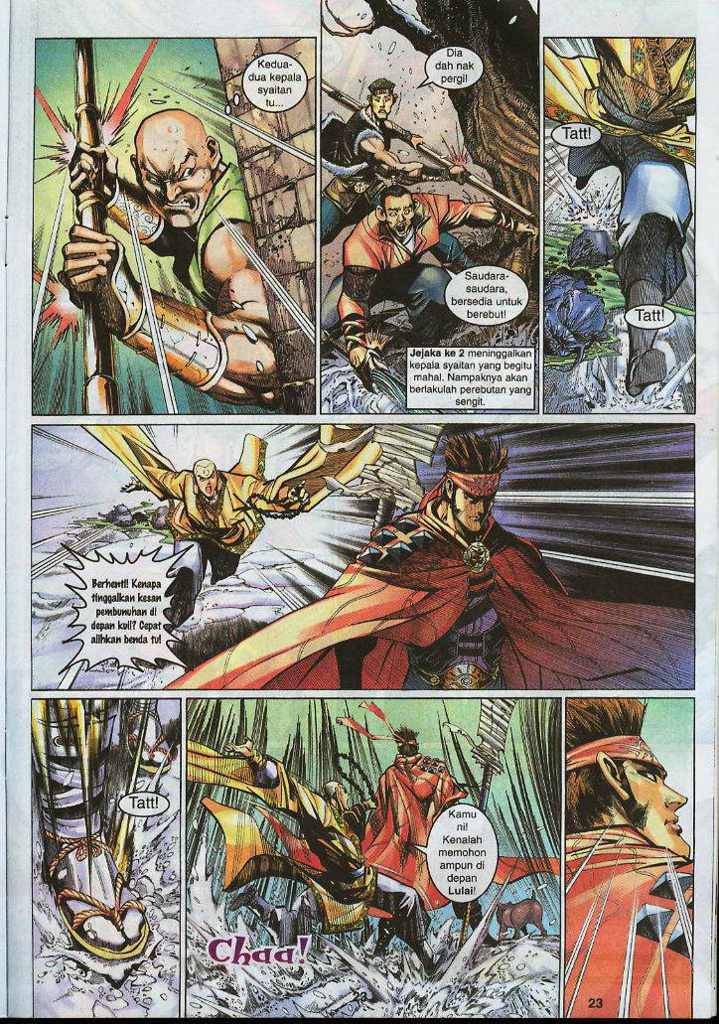 Kedua-
dua kepala
syaitan
tu...
Dia
dah nak
pergi!
Saudara-
saudara,
bersedia untuk
berebut!
Jejaka ke 2 meninggalkan
kepala syaitan yang begitu
mahal. Nampaknya akan
berlakulah perebutan yang
sengit.
Tatt!
Tatt!
Berhenti! Kenapa
tinggalkan kesan
pembunuhan di
depan kuil? Cepat
alihkan benda tu!
Tatt!
Kamu
ni!
Kenalah
memohon
ampun di
depan
Lulai!
Chaa!
23
23